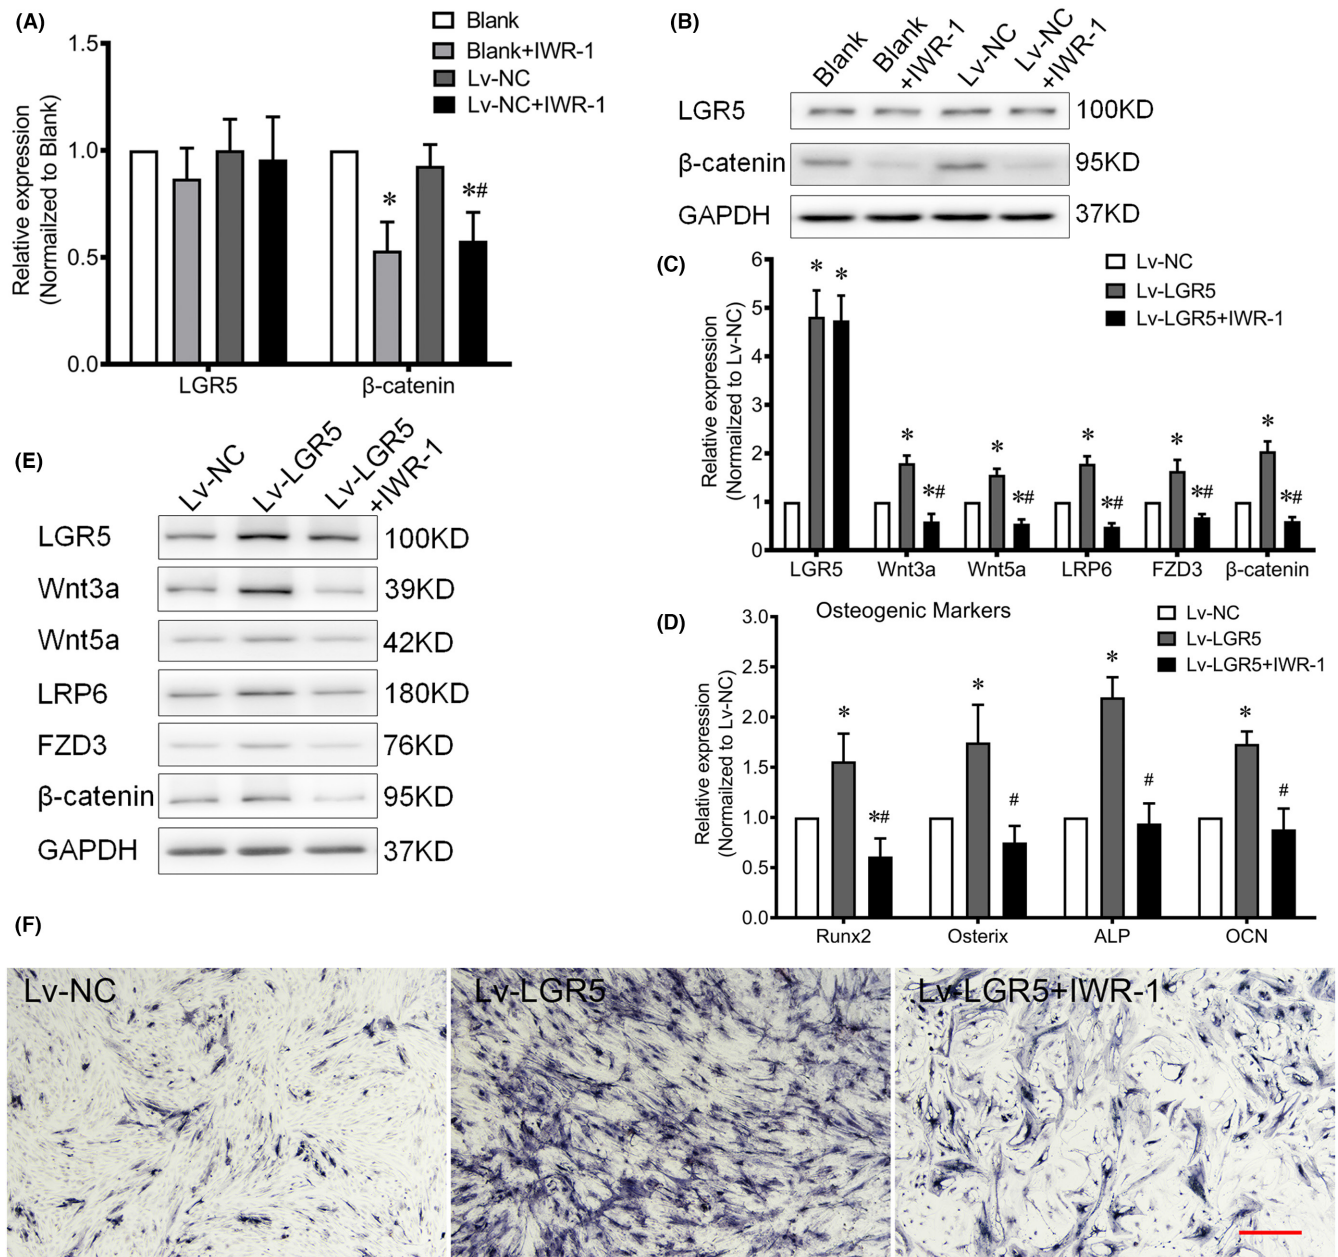 (A)
Blank
Blank+IWR-1
Lv-NC
Lv-NC+IWR-1
Relative expression
(Normailzed to Blank)
1.5
1.0
0.5
0.0
*
*#
LGR5
β-catenin
(B)
Blank
Blank
+IWR-1
Lv-NC
Lv-NC
+IWR-1
LGR5
100KD
β-catenin
95KD
GAPDH
37KD
(C)
Lv-NC
Lv-LGR5
Lv-LGR5+IWR-1
Relative expression
(Normailzed to Lv-NC)
6
5
4
3
2
1
0
* *
* *#
* *#
* *#
* *#
* *#
LGR5 Wnt3a Wnt5a LRP6 FZD3 β-catenin
(E)
Lv-NC
Lv-LGR5
Lv-LGR5
+IWR-1
LGR5 100KD
Wnt3a 39KD
Wnt5a 42KD
LRP6 180KD
FZD3 76KD
β-catenin 95KD
GAPDH 37KD
(D)
Osteogenic Markers
Lv-NC
Lv-LGR5
Lv-LGR5+IWR-1
Relative expression
(Normailzed to Lv-NC)
3.0
2.5
2.0
1.5
1.0
0.5
0.0
* *#
* #
* #
* #
Runx2 Osterix ALP OCN
(F)
Lv-NC
Lv-LGR5
Lv-LGR5+IWR-1